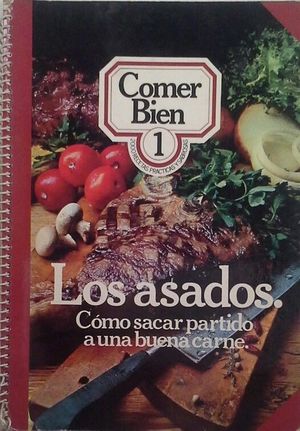 Comer
Bien
1
Los asados.
Cómo sacar partido
a una buena carne.